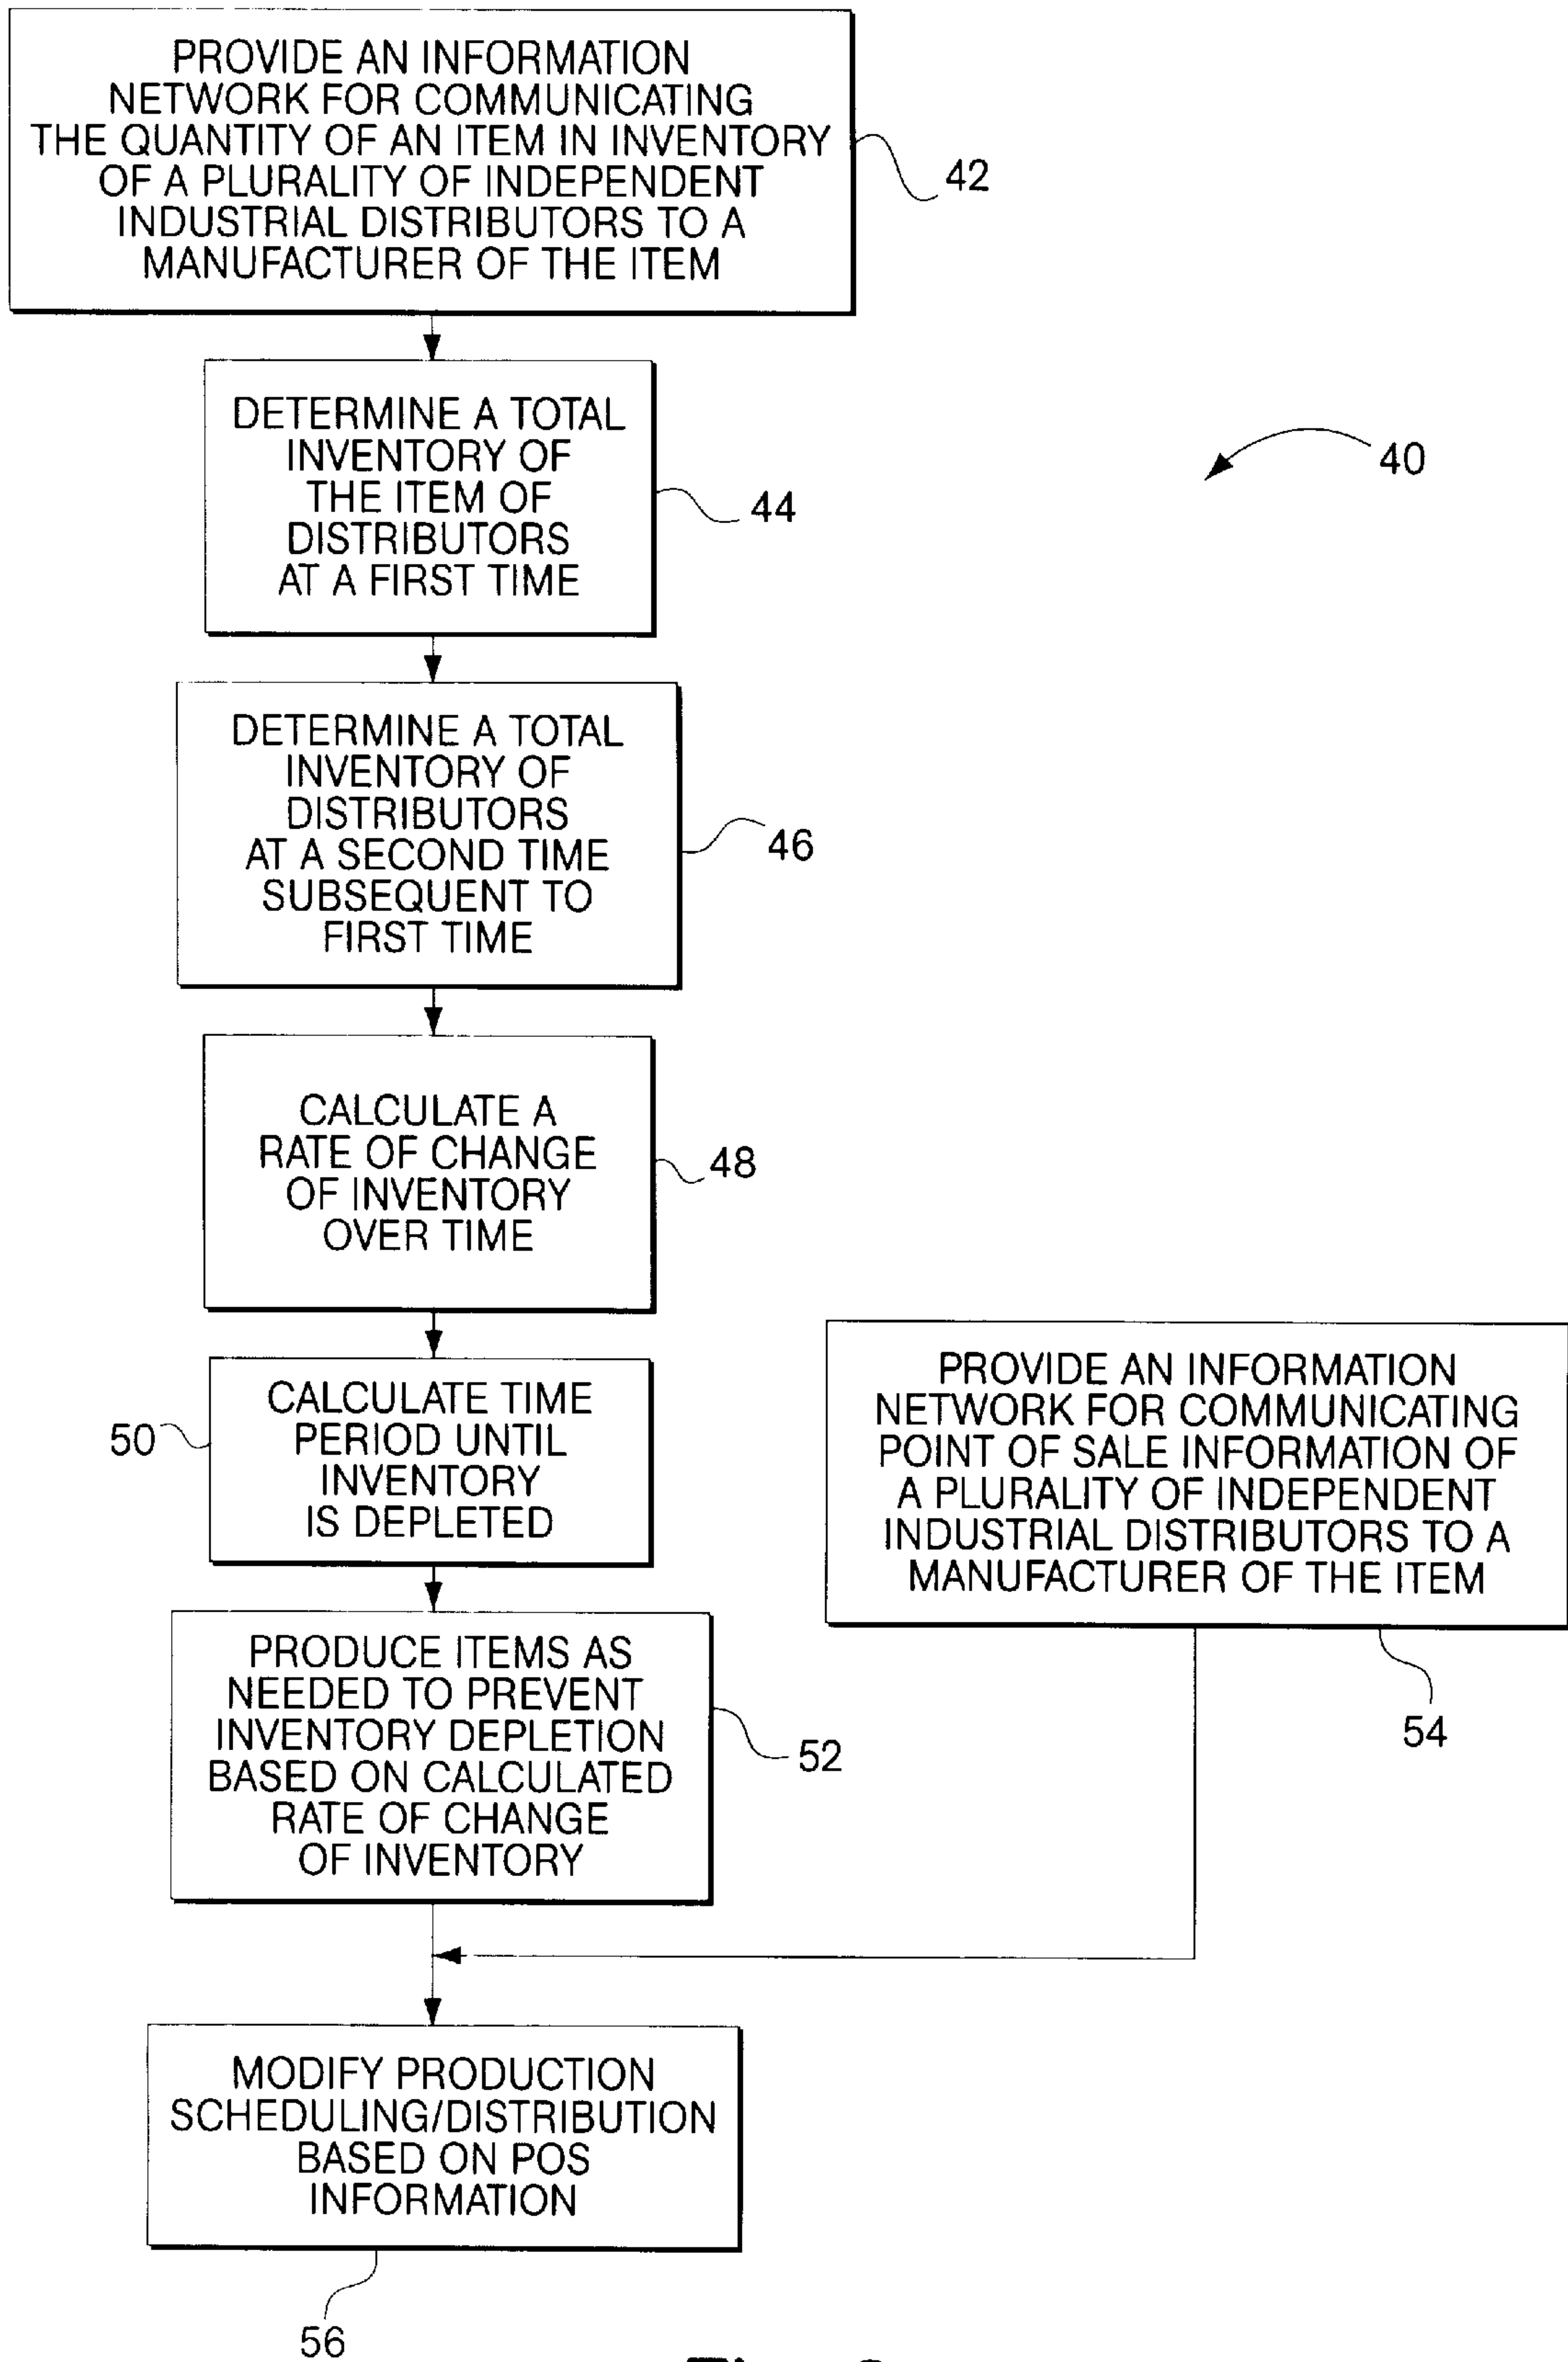 PROVIDE AN INFORMATION
NETWORK FOR COMMUNICATING
THE QUANTITY OF AN ITEM IN INVENTORY
OF A PLURALITY OF INDEPENDENT
INDUSTRIAL DISTRIBUTORS TO A
MANUFACTURER OF THE ITEM
42
DETERMINE A TOTAL
INVENTORY OF
THE ITEM OF
DISTRIBUTORS
AT A FIRST TIME
44
40
DETERMINE A TOTAL
INVENTORY OF
DISTRIBUTORS
AT A SECOND TIME
SUBSEQUENT TO
FIRST TIME
46
CALCULATE A
RATE OF CHANGE
OF INVENTORY
OVER TIME
48
CALCULATE TIME
PERIOD UNTIL
INVENTORY
IS DEPLETED
50
PROVIDE AN INFORMATION
NETWORK FOR COMMUNICATING
POINT OF SALE INFORMATION OF
A PLURALITY OF INDEPENDENT
INDUSTRIAL DISTRIBUTORS TO A
MANUFACTURER OF THE ITEM
54
PRODUCE ITEMS AS
NEEDED TO PREVENT
INVENTORY DEPLETION
BASED ON CALCULATED
RATE OF CHANGE
OF INVENTORY
52
MODIFY PRODUCTION
SCHEDULING/DISTRIBUTION
BASED ON POS
INFORMATION
56